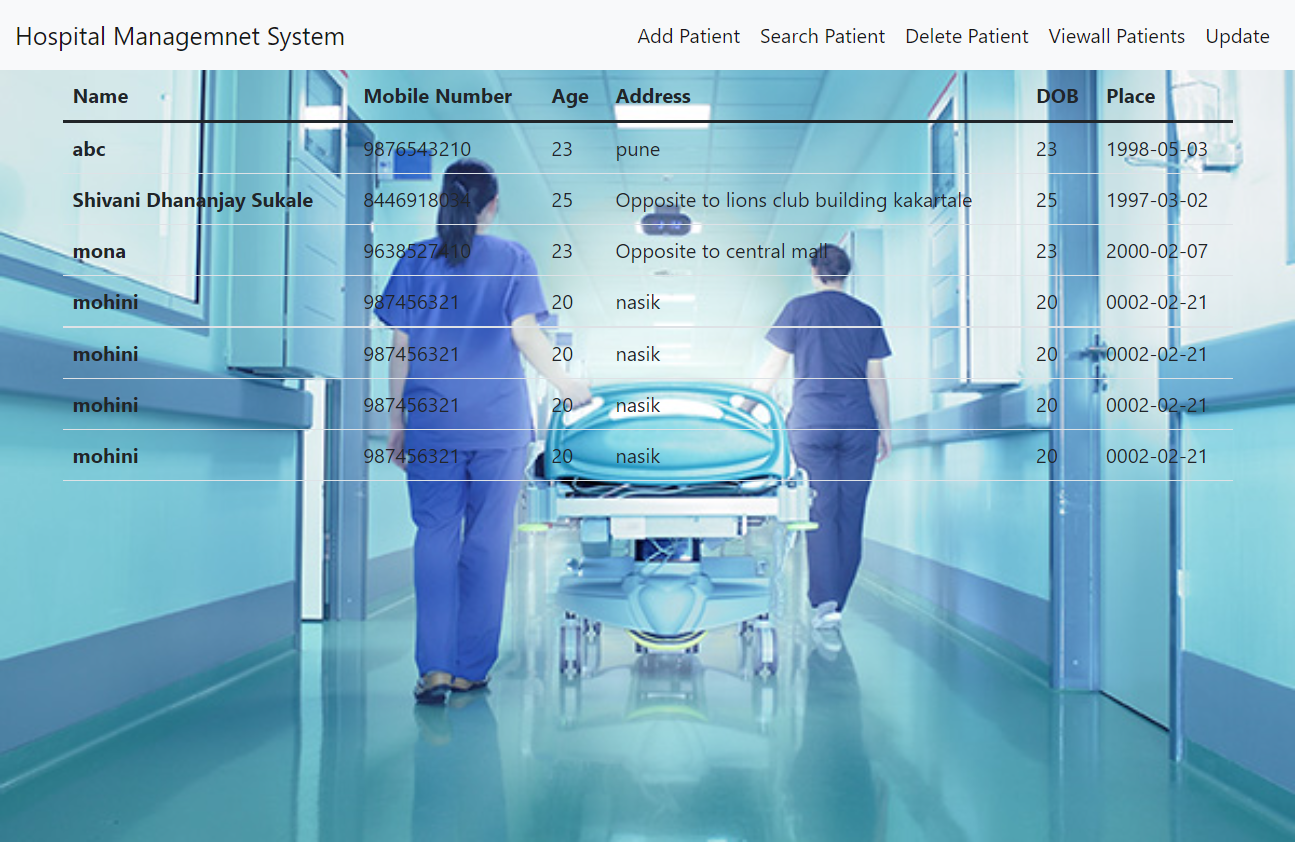 Hospital Managemnet System Add Patient Search Patient Delete Patient Viewall Patients Update
Name Mobile Number Age Address DOB Place
abc 9876543210 23 pune 23 1998-05-03
Shivani Dhananjay Sukale 8446918034 25 Opposite to lions club building kakartale 25 1997-03-02
mona 9638527410 23 Opposite to central mall 23 2000-02-07
mohini 987456321 20 nasik 20 0002-02-21
mohini 987456321 20 nasik 20 0002-02-21
mohini 987456321 20 nasik 20 0002-02-21
mohini 987456321 20 nasik 20 0002-02-21